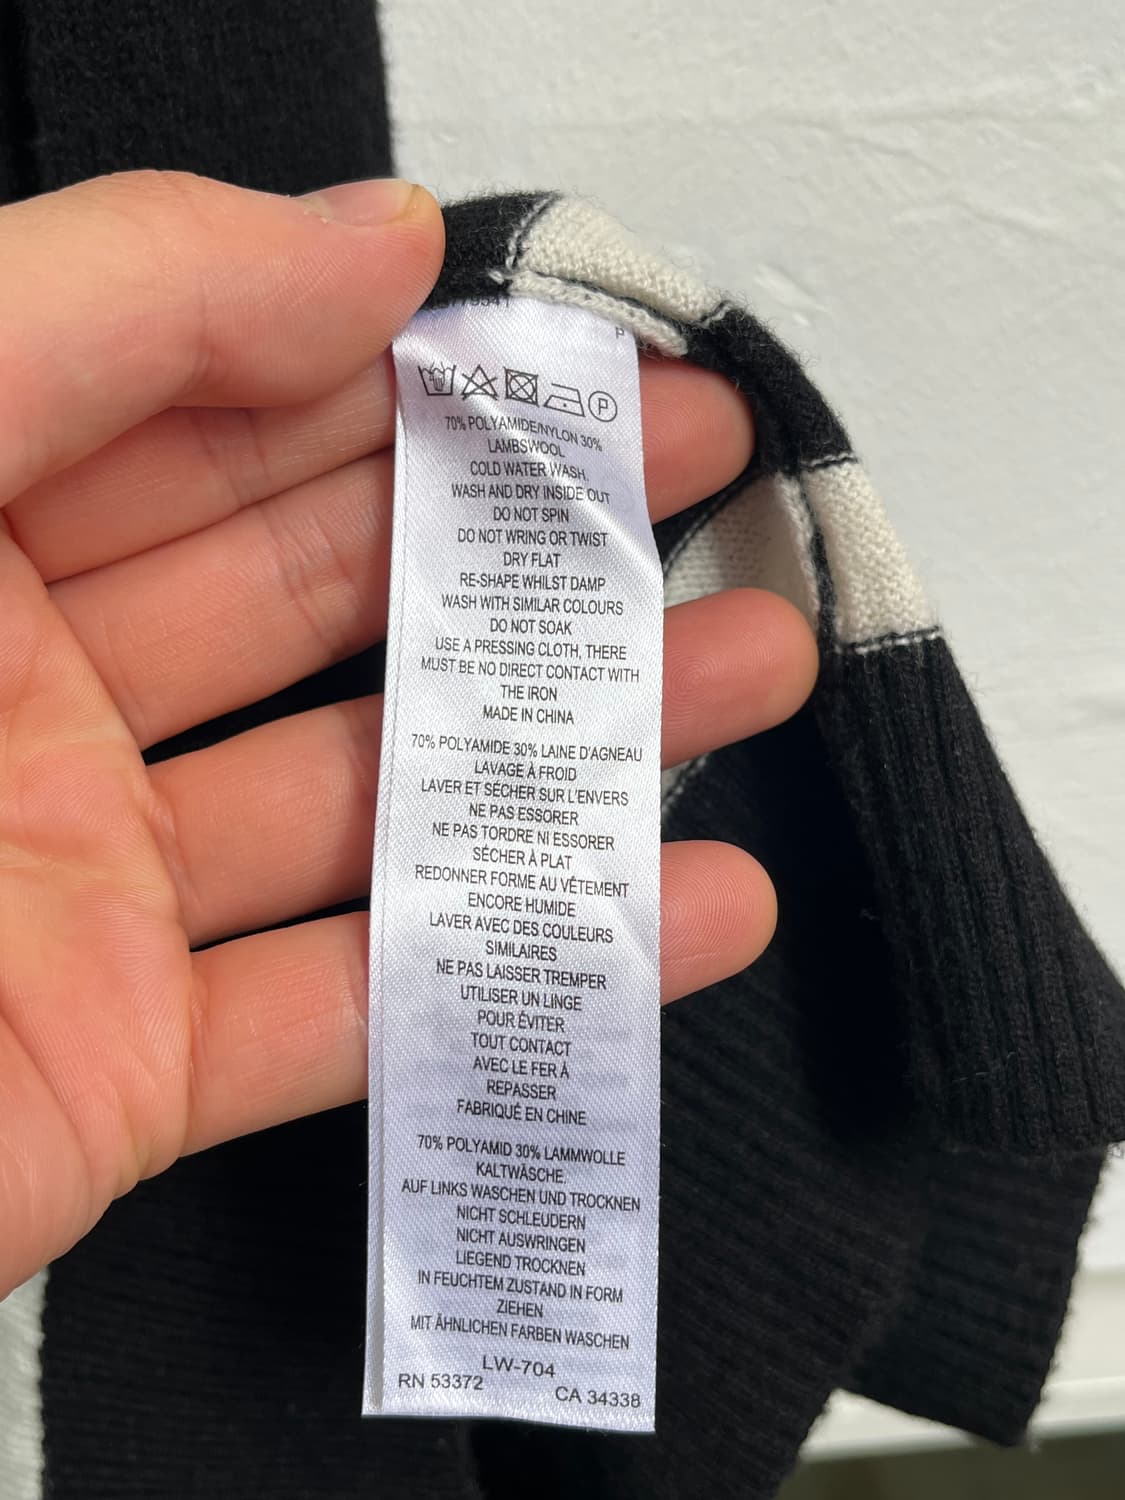 P
P
70% POLYAMIDE/NYLON 30%
LAMBSWOOL
COLD WATER WASH.
WASH AND DRY INSIDE OUT
DO NOT SPIN
DO NOT WRING OR TWIST
DRY FLAT
RE-SHAPE WHILST DAMP
WASH WITH SIMILAR COLOURS
DO NOT SOAK
USE A PRESSING CLOTH, THERE
MUST BE NO DIRECT CONTACT WITH
THE IRON
MADE IN CHINA
70% POLYAMIDE 30% LAINE D'AGNEAU
LAVAGE À FROID
LAVER ET SÉCHER SUR L'ENVERS
NE PAS ESSORER
NE PAS TORDRE NI ESSORER
SÉCHER À PLAT
REDONNER FORME AU VÊTEMENT
ENCORE HUMIDE
LAVER AVEC DES COULEURS
SIMILAIRES
NE PAS LAISSER TREMPER
UTILISER UN LINGE
POUR ÉVITER
TOUT CONTACT
AVEC LE FER À
REPASSER
FABRIQUÉ EN CHINE
70% POLYAMID 30% LAMMWOLLE
KALTWÄSCHE.
AUF LINKS WASCHEN UND TROCKNEN
NICHT SCHLEUDERN
NICHT AUSWRINGEN
LIEGEND TROCKNEN
IN FEUCHTEM ZUSTAND IN FORM
ZIEHEN
MIT ÄHNLICHEN FARBEN WASCHEN
LW-704
RN 53372 CA 34338